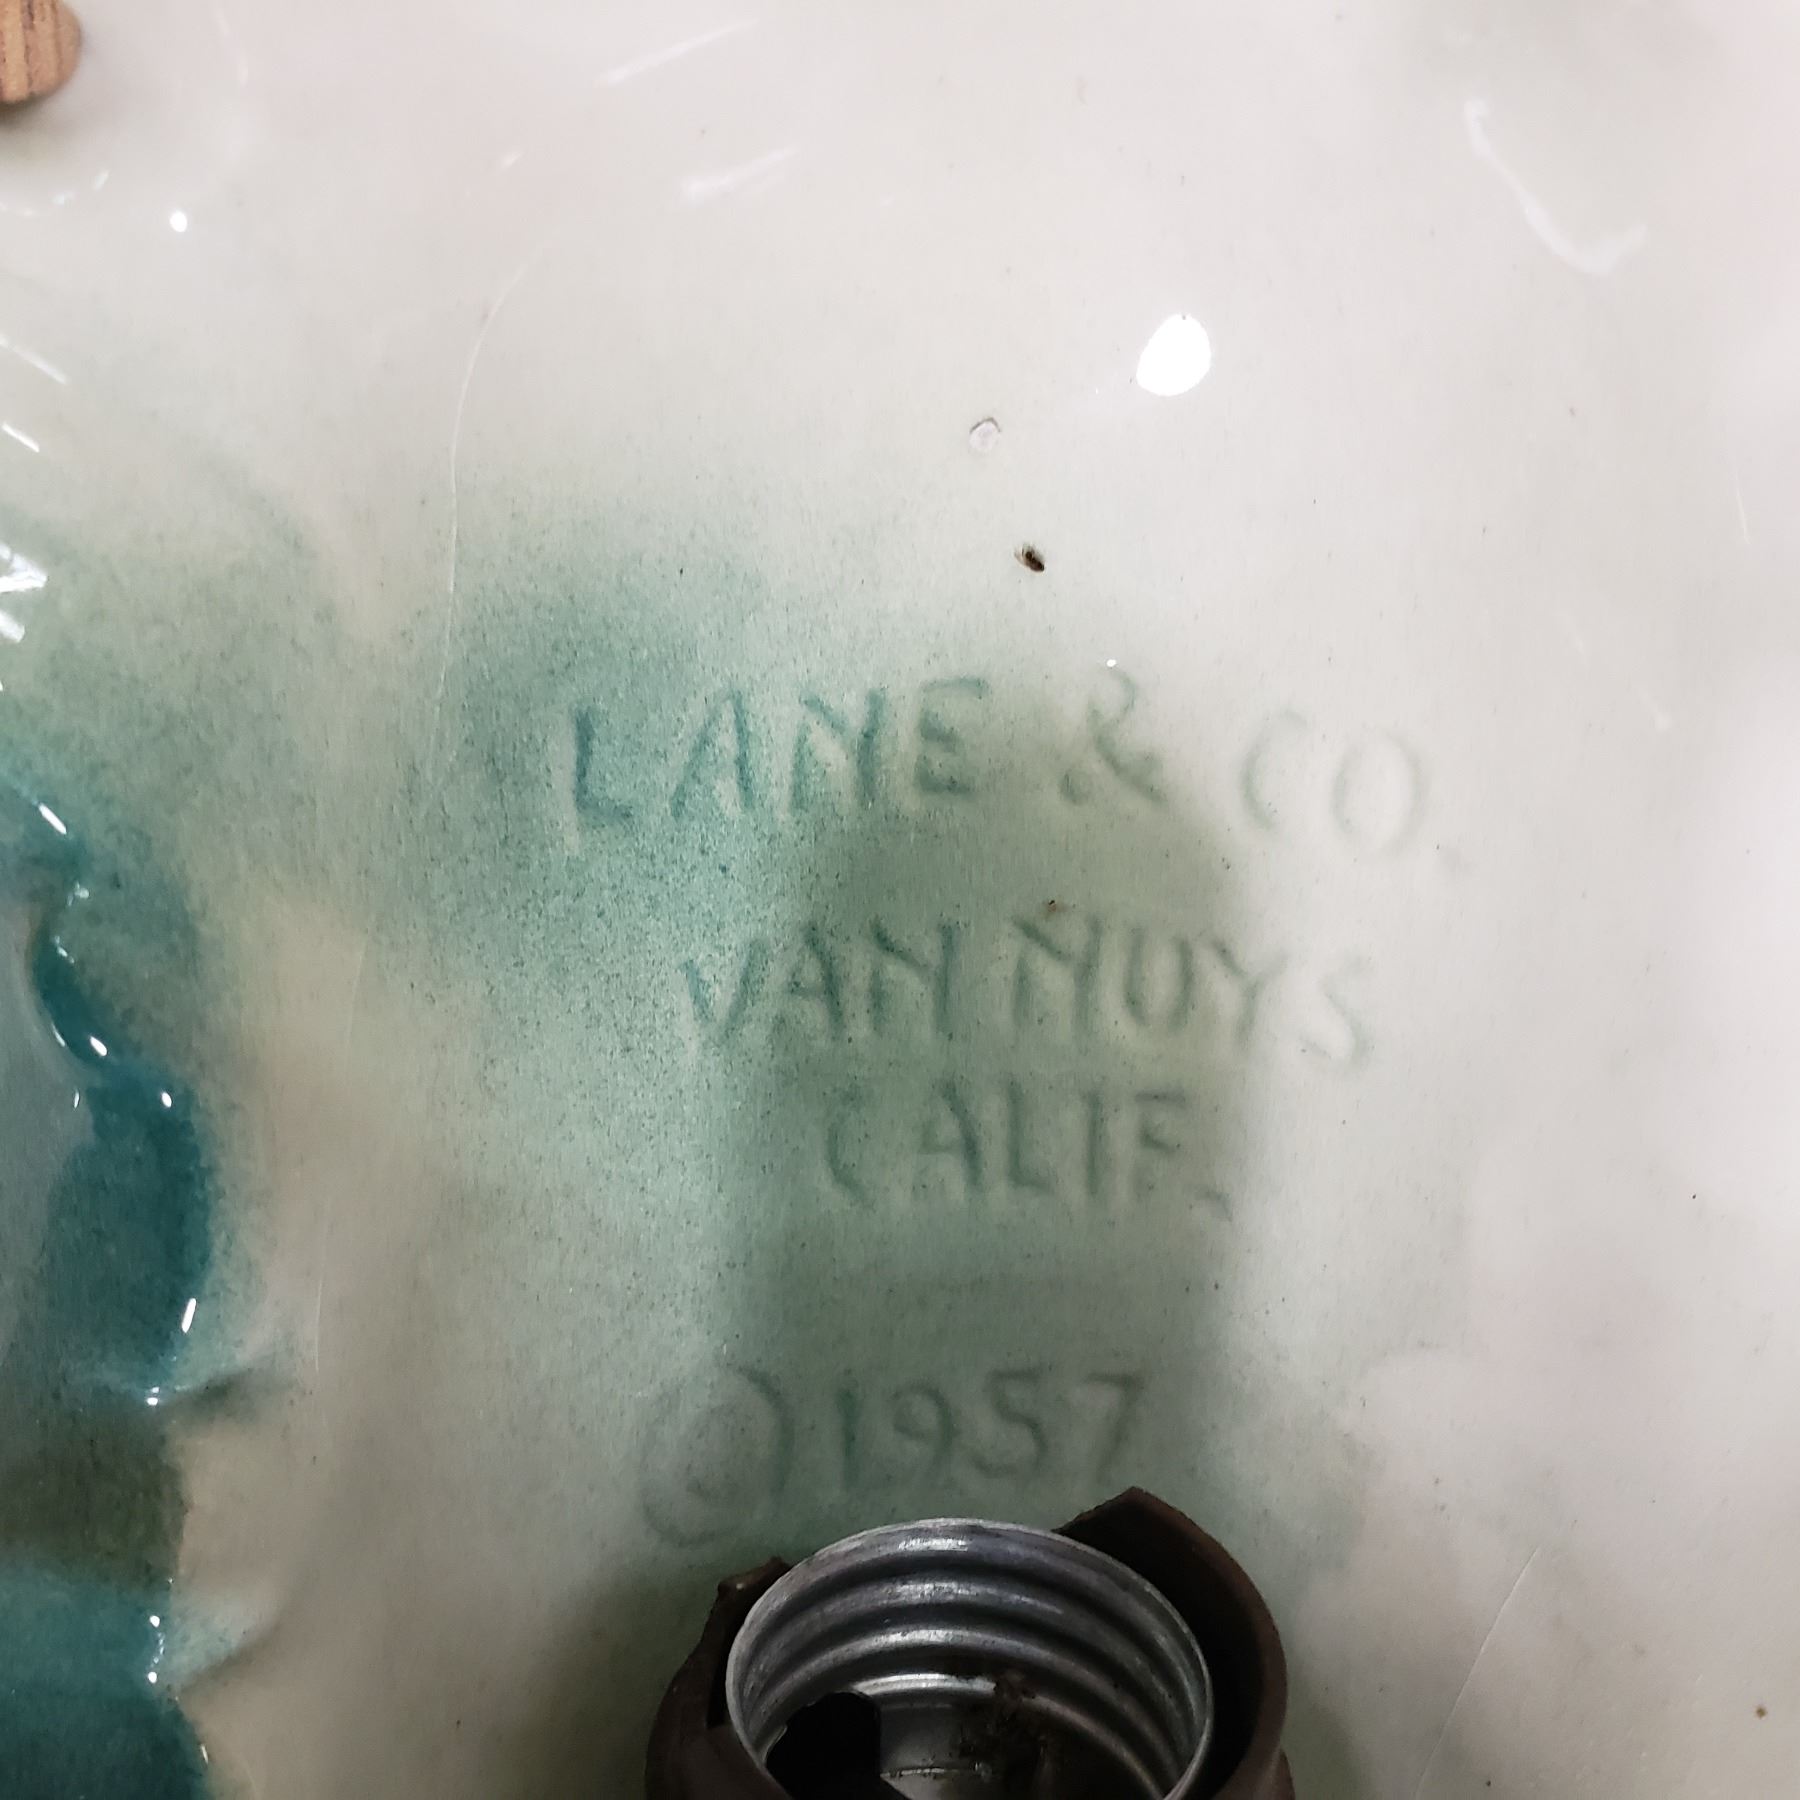 LANE & CO.
VAN NUYS
CALIF.
©1957